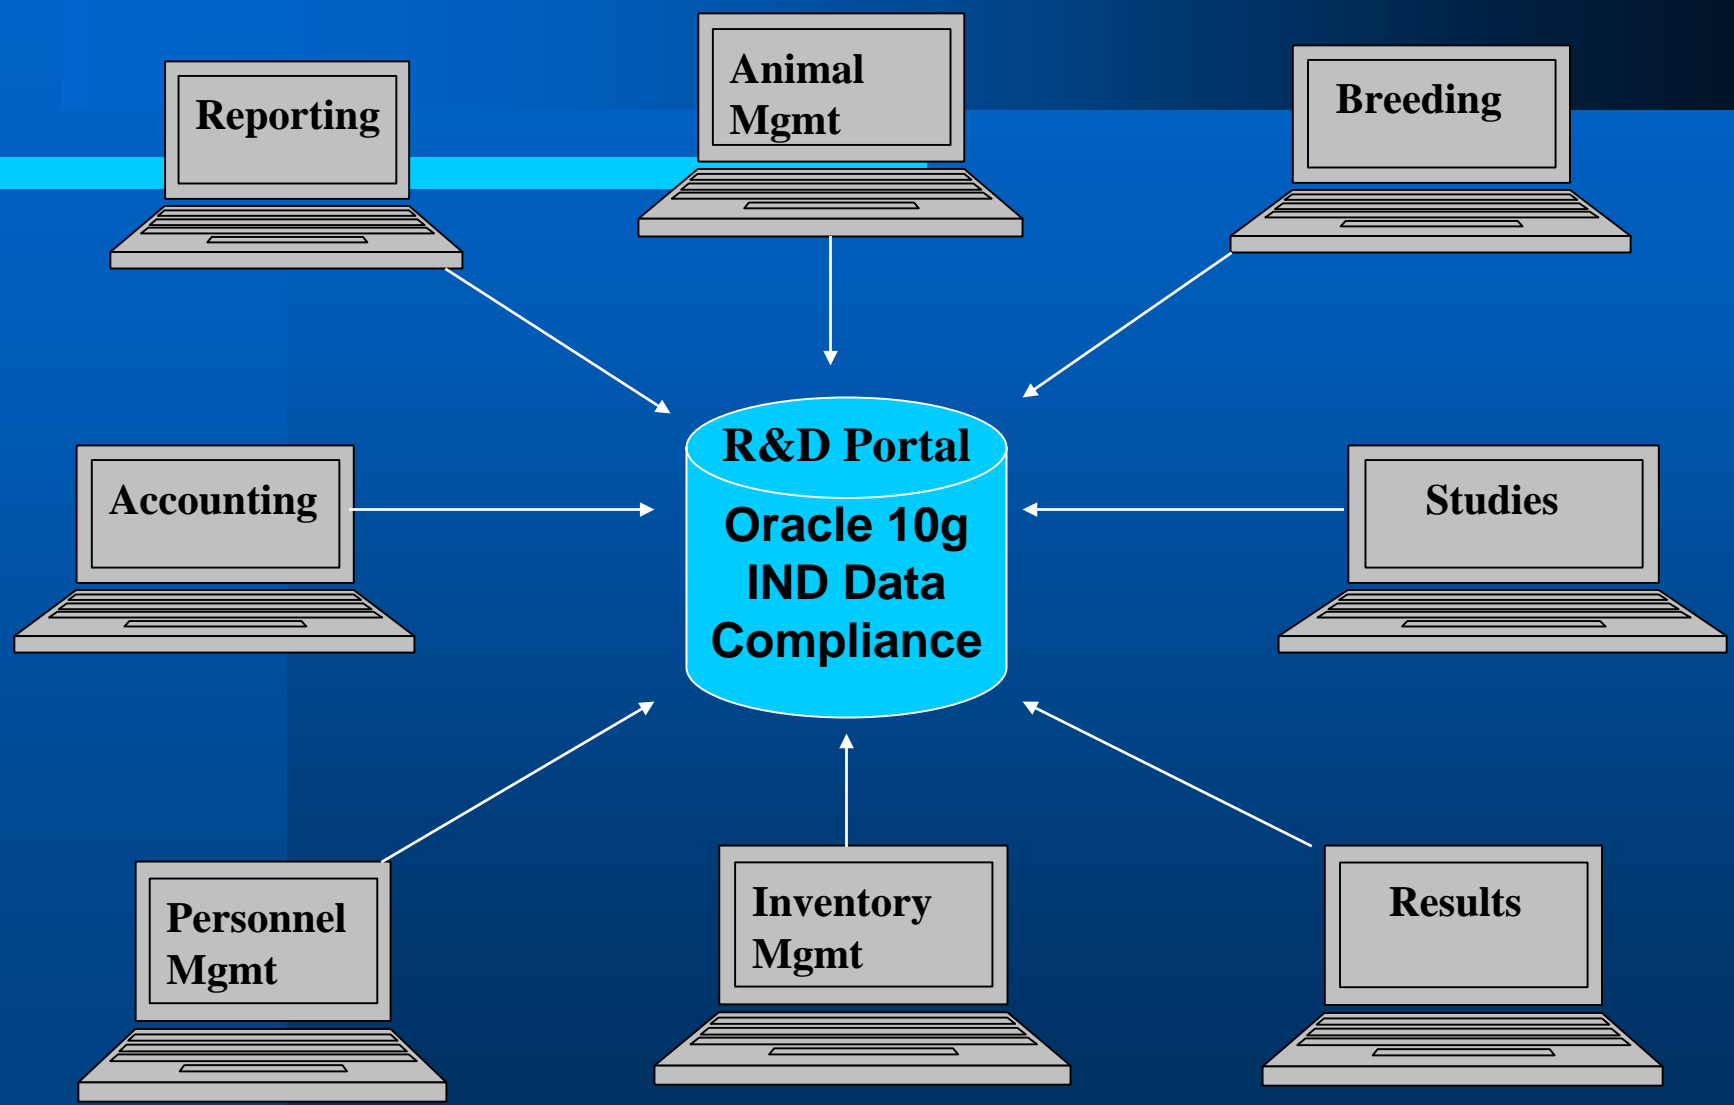 Reporting
Animal
Mgmt
Breeding
R&D Portal
Oracle 10g
IND Data
Compliance
Accounting
Studies
Personnel
Mgmt
Inventory
Mgmt
Results